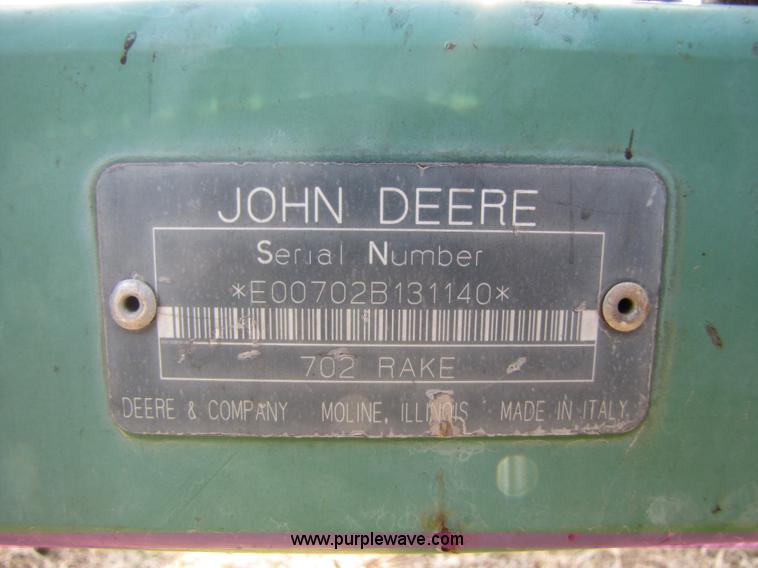 JOHN DEERE
Serial Number
*E00702B131140*
702 RAKE
DEERE & COMPANY MOLINE, ILLINOIS MADE IN ITALY
www.purplewave.com